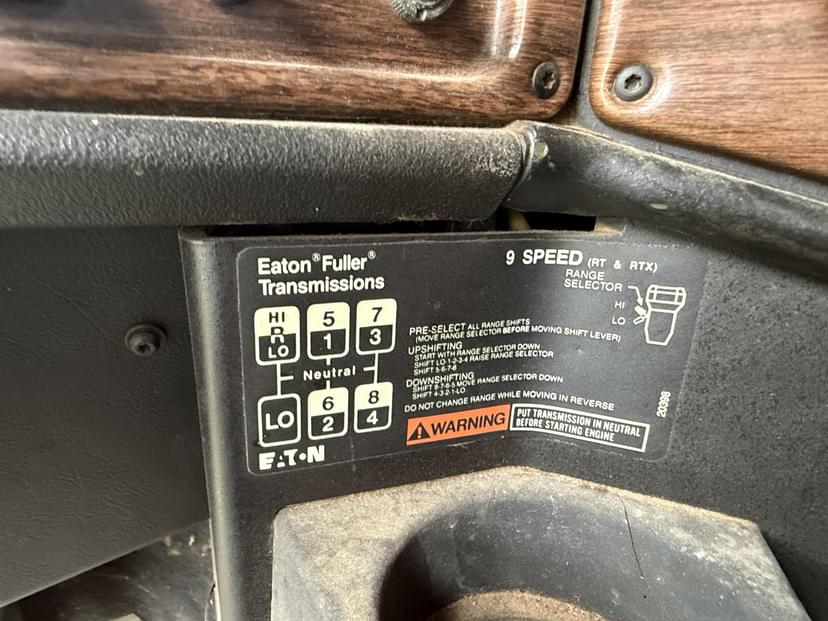 Eaton® Fuller®
Transmissions
9 SPEED (RT & RTX)
RANGE
SELECTOR
HI
LO
HI
R
LO
5
1
7
3
Neutral
LO
6
2
8
4
EAT•N
PRE-SELECT ALL RANGE SHIFTS
(MOVE RANGE SELECTOR BEFORE MOVING SHIFT LEVER)
UPSHIFTING
START WITH RANGE SELECTOR DOWN
SHIFT LO-1-2-3-4 RAISE RANGE SELECTOR
SHIFT 5-6-7-8
DOWNSHIFTING
SHIFT 8-7-6-5 MOVE RANGE SELECTOR DOWN
SHIFT 4-3-2-1-LO
DO NOT CHANGE RANGE WHILE MOVING IN REVERSE
WARNING
PUT TRANSMISSION IN NEUTRAL
BEFORE STARTING ENGINE
20398